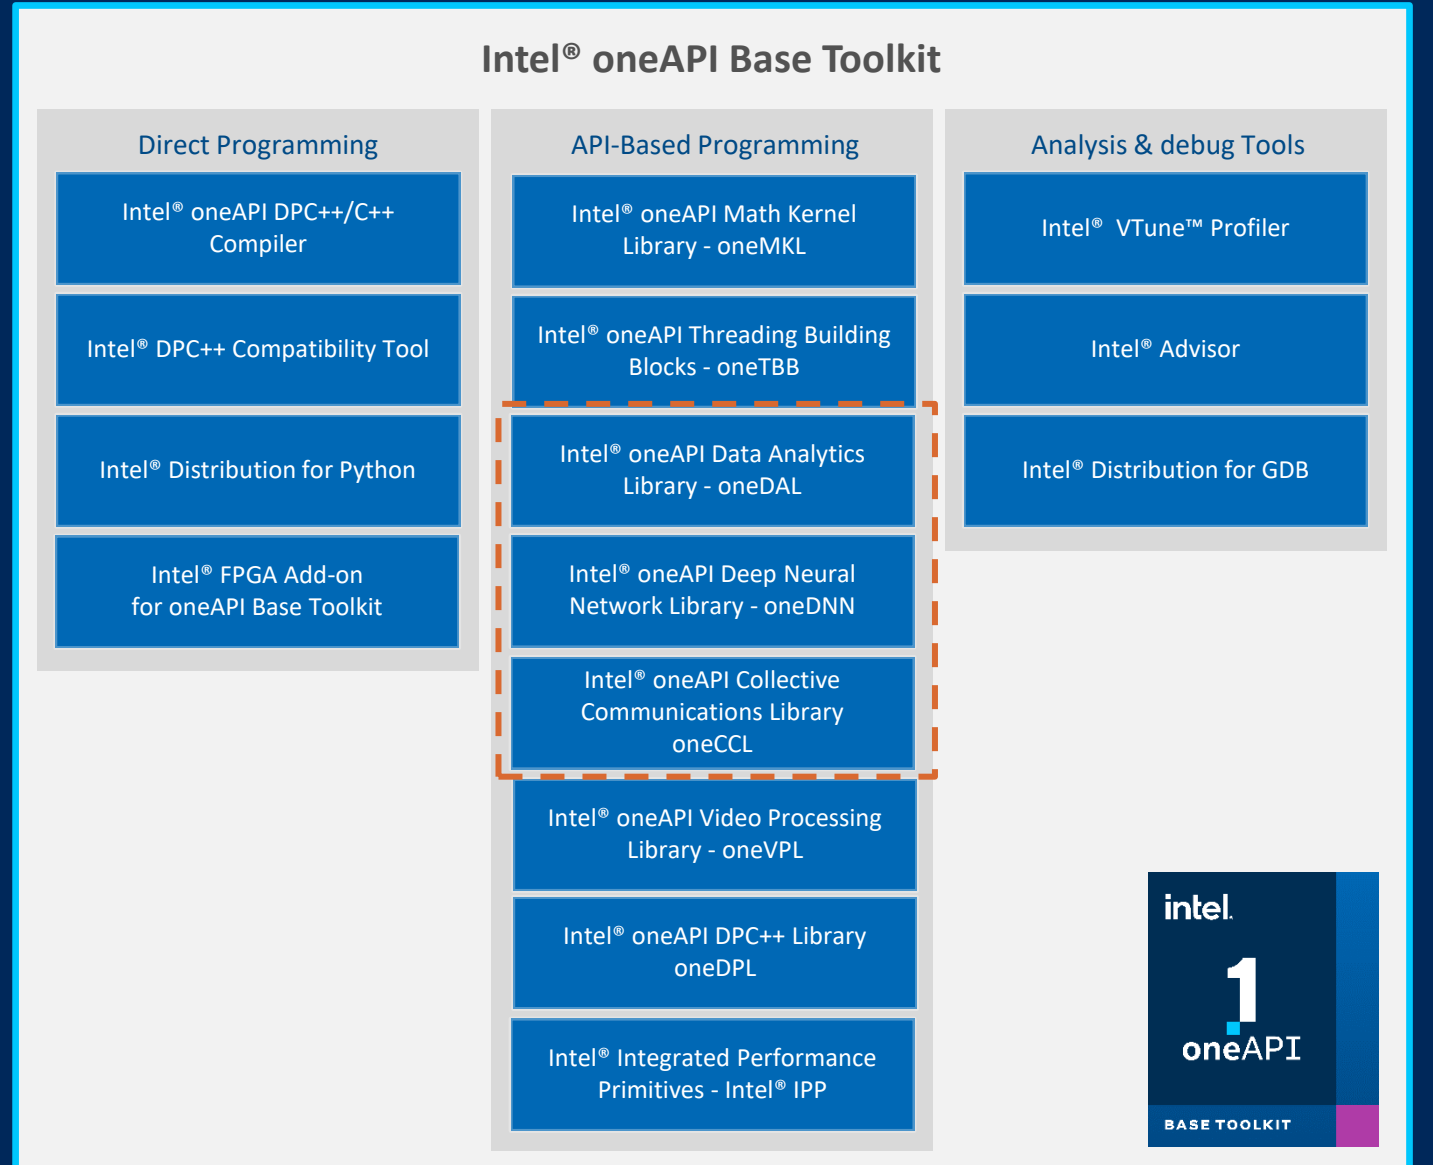 Intel® oneAPI Base Toolkit
Direct Programming
Intel® oneAPI DPC++/C++
Compiler
Intel® DPC++ Compatibility Tool
Intel® Distribution for Python
Intel® FPGA Add-on
for oneAPI Base Toolkit
API-Based Programming
Intel® oneAPI Math Kernel
Library - oneMKL
Intel® oneAPI Threading Building
Blocks - oneTBB
Intel® oneAPI Data Analytics
Library - oneDAL
Intel® oneAPI Deep Neural
Network Library - oneDNN
Intel® oneAPI Collective
Communications Library
oneCCL
Intel® oneAPI Video Processing
Library - oneVPL
Intel® oneAPI DPC++ Library
oneDPL
Intel® Integrated Performance
Primitives - Intel® IPP
Analysis & debug Tools
Intel® VTune™ Profiler
Intel® Advisor
Intel® Distribution for GDB
intel.
1
oneAPI
BASE TOOLKIT